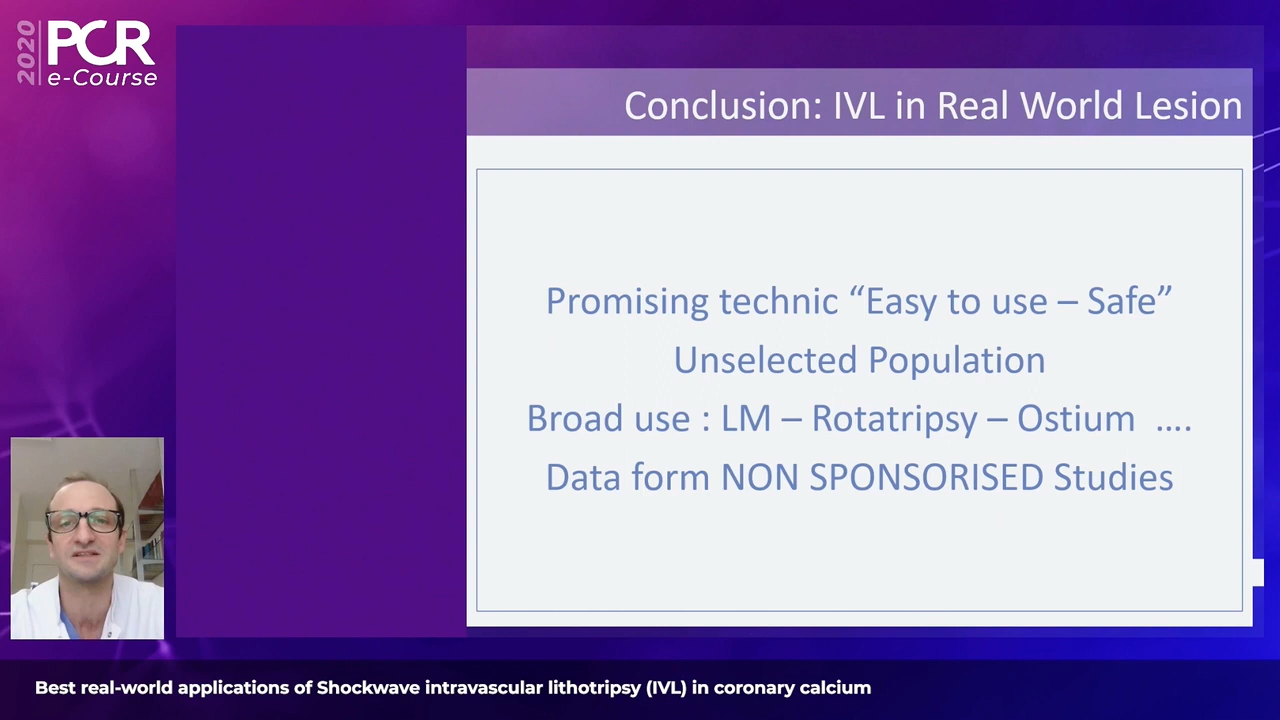 2020
PCR
e-Course
Conclusion: IVL in Real World Lesion
Promising technic “Easy to use – Safe”
Unselected Population
Broad use : LM – Rotatripsy – Ostium ....
Data form NON SPONSORISED Studies
Best real-world applications of Shockwave intravascular lithotripsy (IVL) in coronary calcium